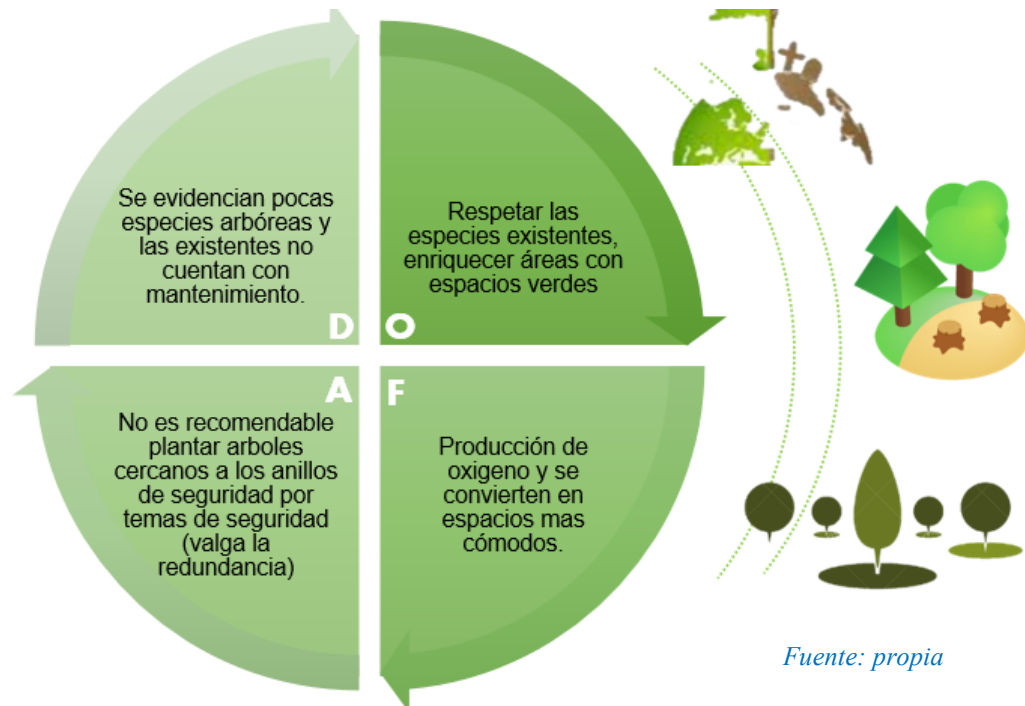 Se evidencian pocas
especies arbóreas y
las existentes no
cuentan con
mantenimiento.
D
Respetar las
especies existentes,
enriquecer áreas con
espacios verdes
O
A
No es recomendable
plantar arboles
cercanos a los anillos
de seguridad por
temas de seguridad
(valga la
redundancia)
F
Producción de
oxigeno y se
convierten en
espacios mas
cómodos.
Fuente: propia